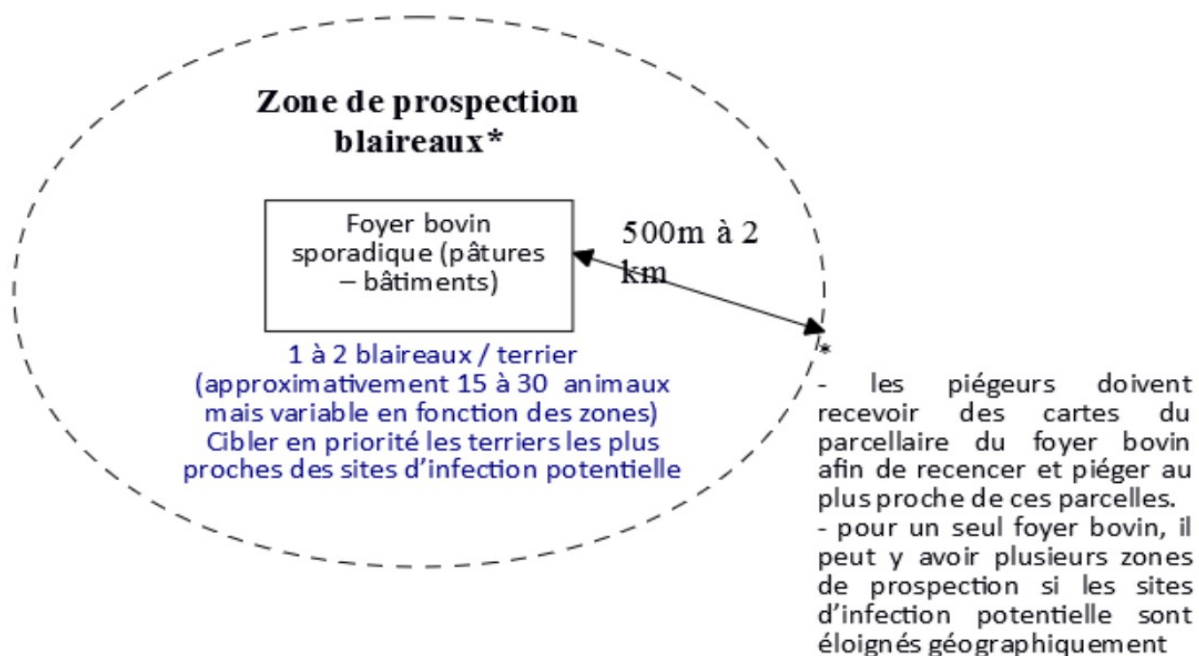 Zone de prospection
blaireaux*
Foyer bovin
sporadique (pâtures
– bâtiments)
500m à 2
km
1 à 2 blaireaux / terrier
(approximativement 15 à 30 animaux
mais variable en fonction des zones)
Cibler en priorité les terriers les plus
proches des sites d’infection potentielle
*
- les piégeurs doivent
recevoir des cartes du
parcellaire du foyer bovin
afin de recencer et piéger au
plus proche de ces parcelles.
- pour un seul foyer bovin, il
peut y avoir plusieurs zones
de prospection si les sites
d’infection potentielle sont
éloignés géographiquement